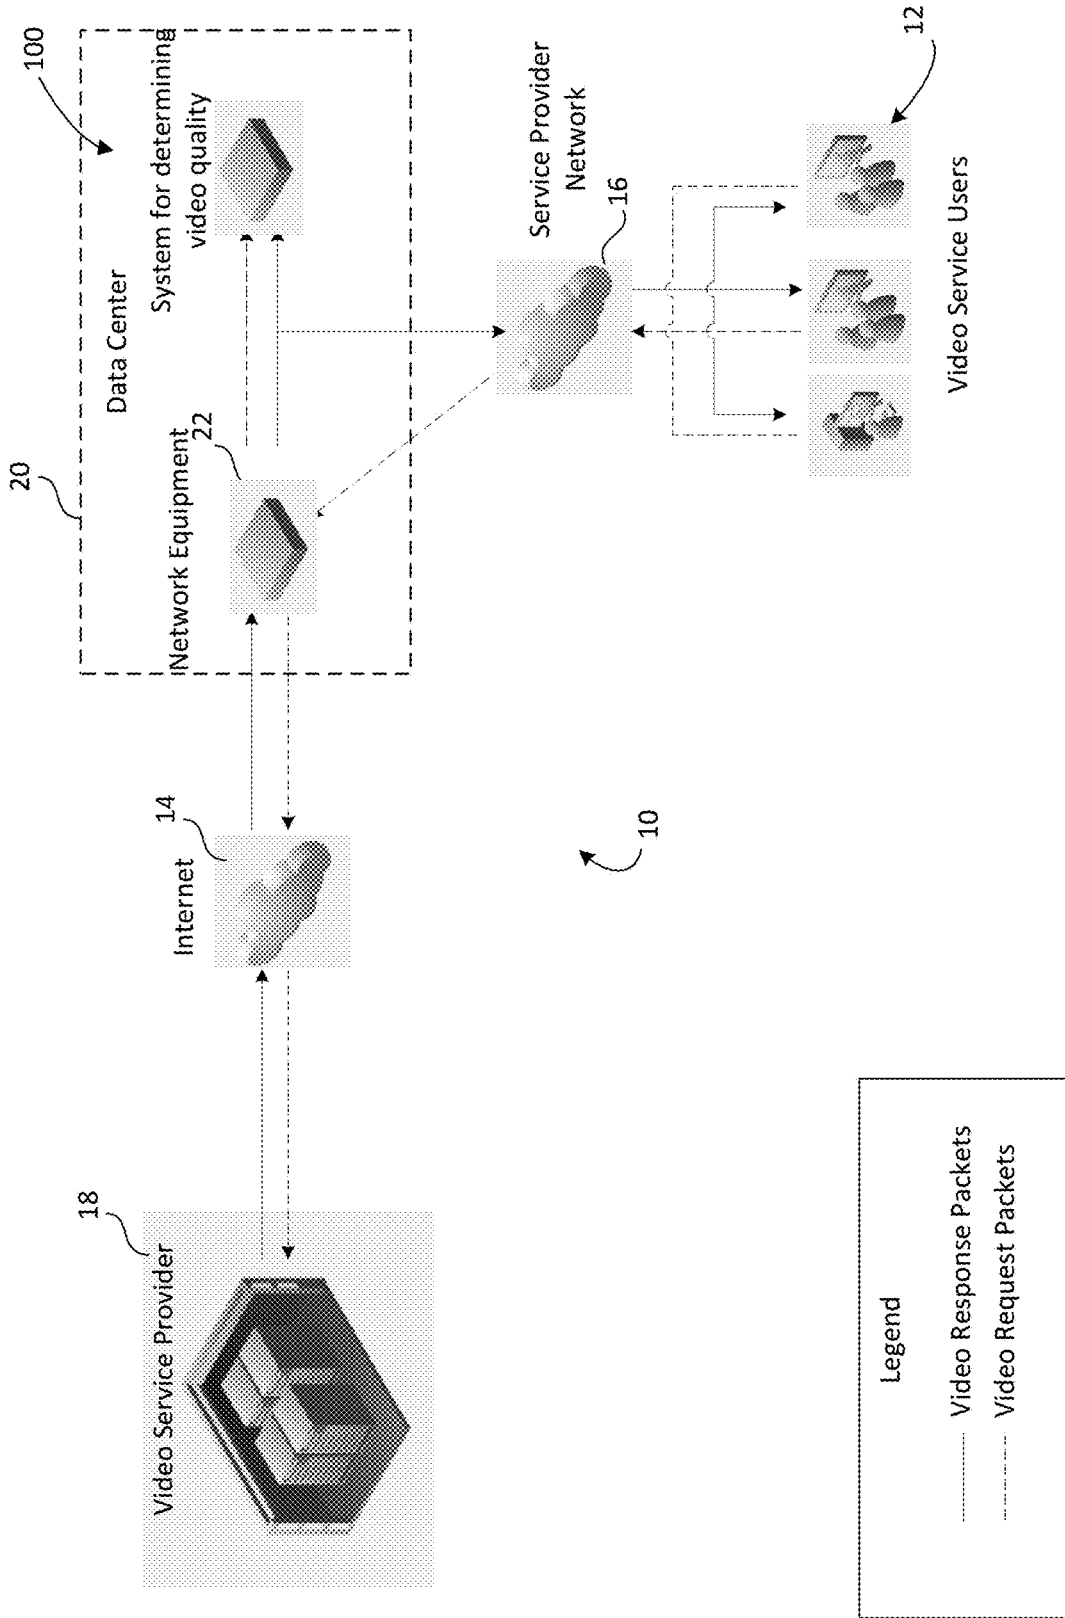 20
100
Data Center
System for determining
video quality
Network Equipment
22
Internet
14
Video Service Provider
18
Service Provider
Network
16
12
Video Service Users
10
Legend
Video Response Packets
Video Request Packets